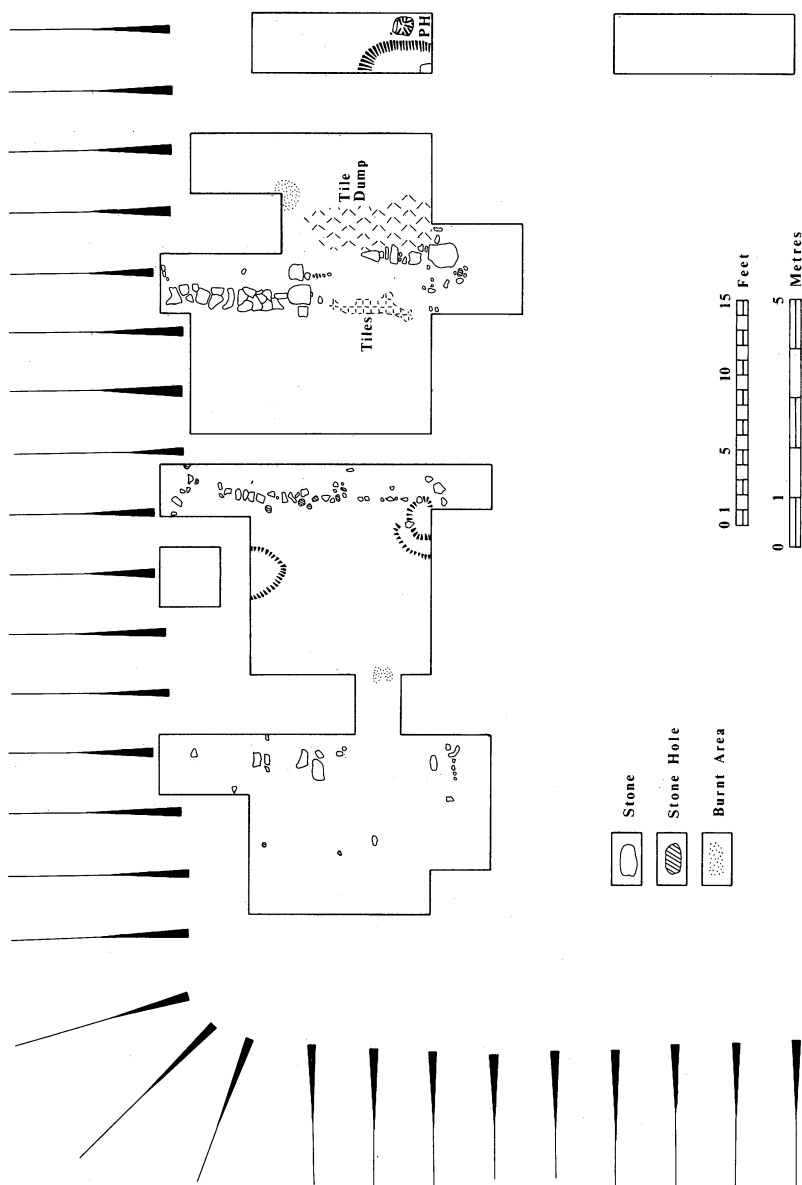 PH
Tile
Dump
Tiles
0 1 5 10 15 Feet
0 1 5 Metres
Stone
Stone Hole
Burnt Area